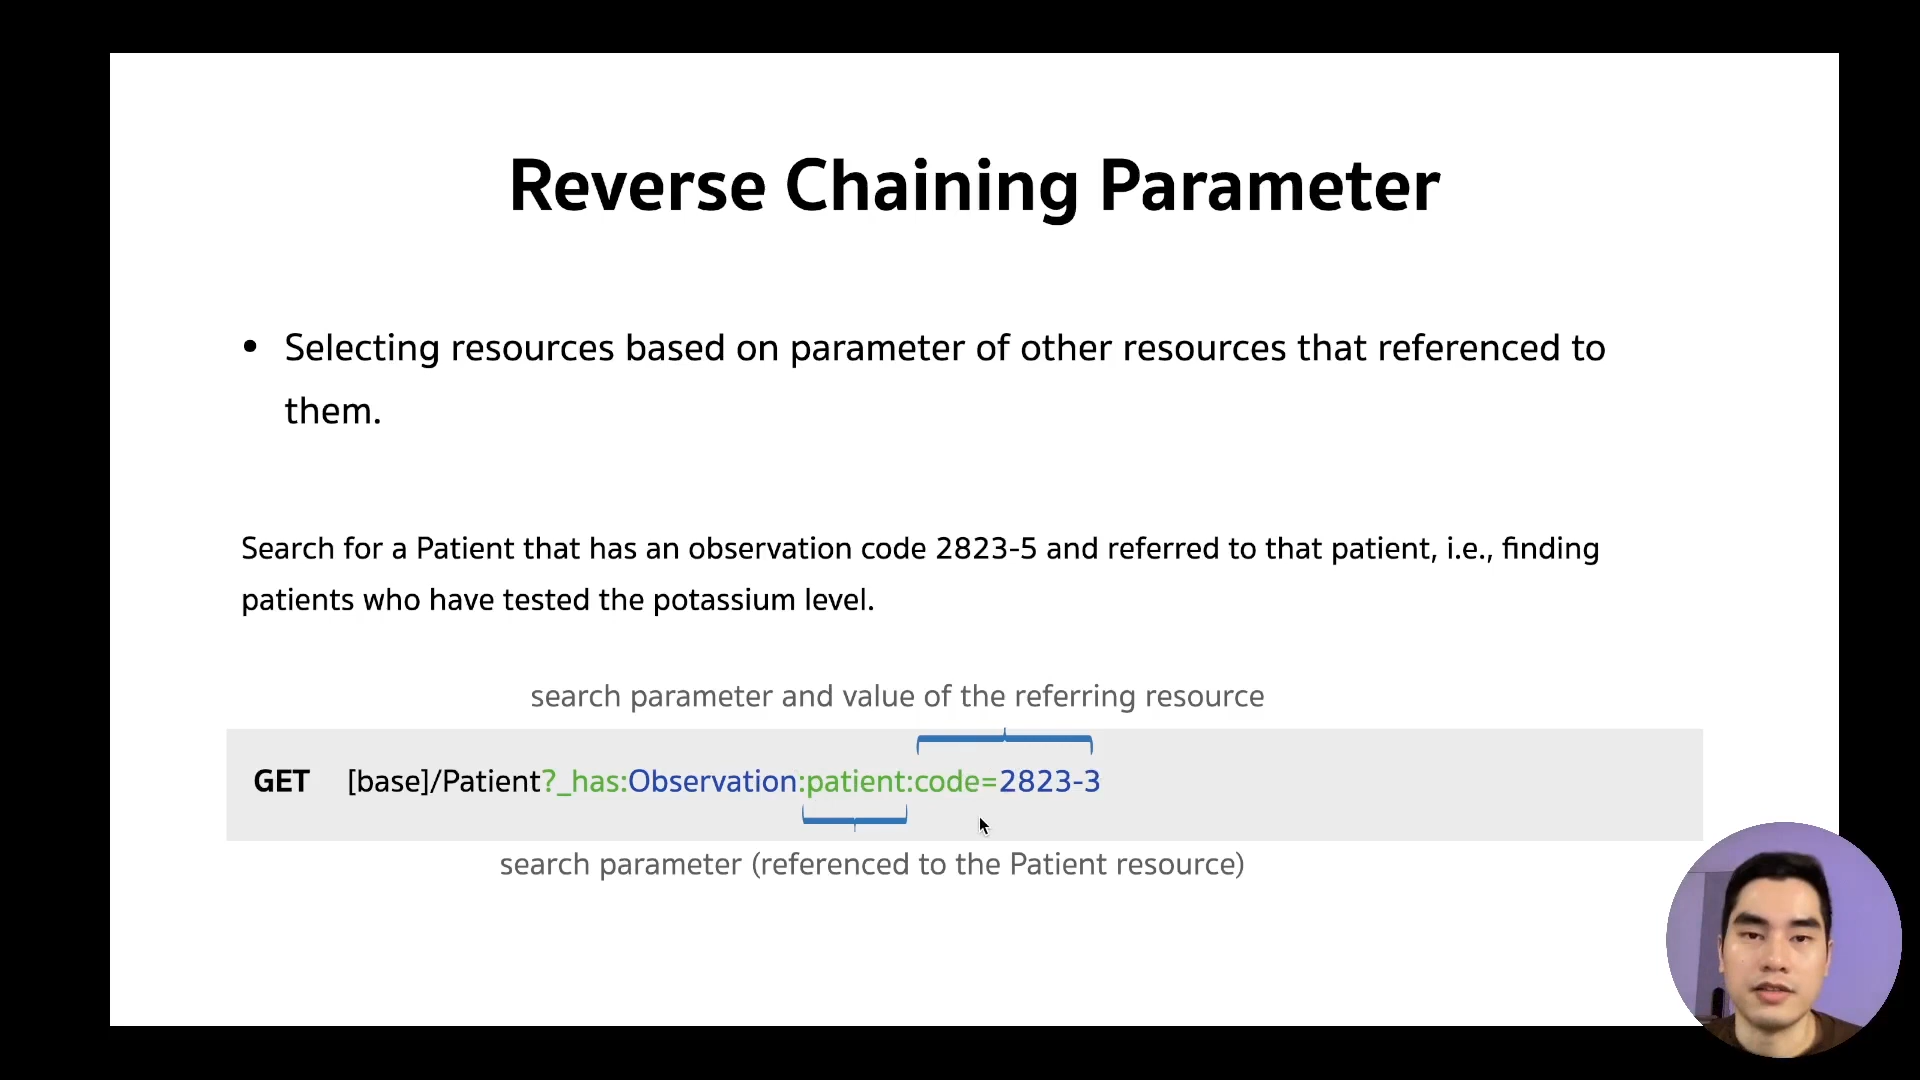 Reverse Chaining Parameter
• Selecting resources based on parameter of other resources that referenced to
them.
Search for a Patient that has an observation code 2823-5 and referred to that patient, i.e., finding
patients who have tested the potassium level.
search parameter and value of the referring resource
GET [base]/Patient?_has:Observation:patient:code=2823-3
search parameter (referenced to the Patient resource)